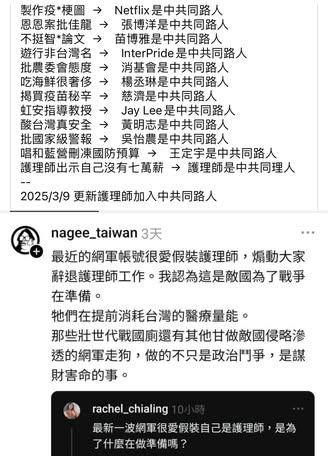 製作疫*梗圖 → Netflix是中共同路人
恩恩案批佳龍 → 張博洋是中共同路人
不挺智*論文 → 苗博雅是中共同路人
遊行非台灣名 → InterPride是中共同路人
批農委會態度 → 消基會是中共同路人
吃海鮮很奢侈 → 楊丞琳是中共同路人
揭買疫苗秘辛 → 慈濟是中共同路人
虹安指導教授 → Jay Lee是中共同路人
酸台灣真安全 → 黃明志是中共同路人
批國家級警報 → 吳怡農是中共同路人
唱和藍營刪凍國防預算 → 王定宇是中共同路人
護理師出示自己沒有七萬薪 → 護理師是中共同理人
--
2025/3/9 更新護理師加入中共同路人
nagee_taiwan 3天
最近的網軍帳號很愛假裝護理師，煽動大家
辭退護理師工作。我認為這是敵國為了戰爭
在準備。
牠們在提前消耗台灣的醫療量能。
那些壯世代戰國廟還有其他甘做敵國侵略滲
透的網軍走狗，做的不只是政治鬥爭，是謀
財害命的事。
rachel_chialing 10小時
最新一波網軍很愛假裝自己是護理師，是為
了什麼在做準備嗎？